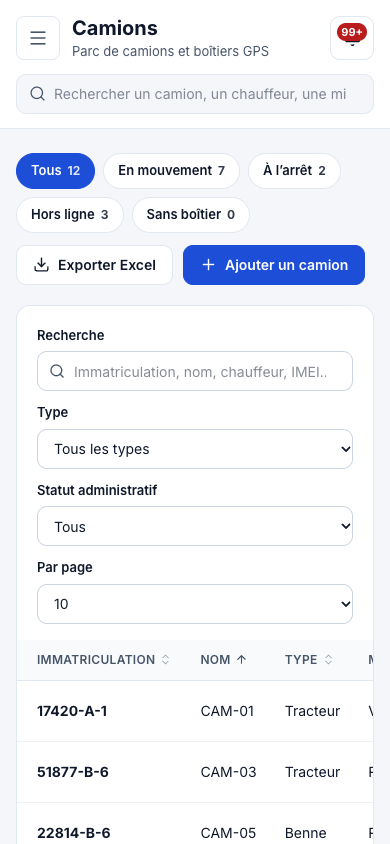 Camions
Parc de camions et boîtiers GPS
99+
Rechercher un camion, un chauffeur, une mi
Tous 12
En mouvement 7
À l’arrêt 2
Hors ligne 3
Sans boîtier 0
Exporter Excel
Ajouter un camion
Recherche
Immatriculation, nom, chauffeur, IMEI..
Type
Tous les types
Statut administratif
Tous
Par page
10
IMMATRICULATION NOM TYPE
17420-A-1 CAM-01 Tracteur
51877-B-6 CAM-03 Tracteur
22814-B-6 CAM-05 Benne